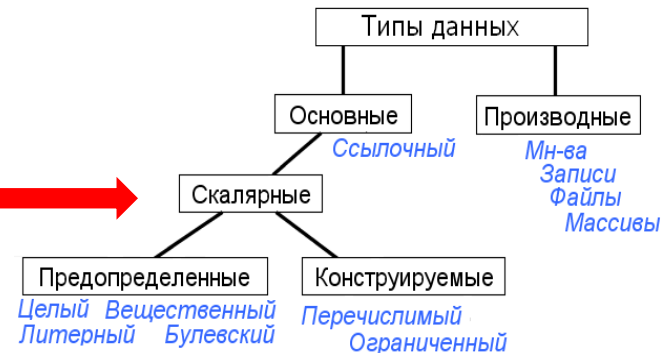 Типы данных
Основные
Производные
Ссылочный
Мн-ва
Записи
Файлы
Массивы
Скалярные
Предопределенные
Конструируемые
Целый Вещественный
Литерный Булевский
Перечислимый
Ограниченный